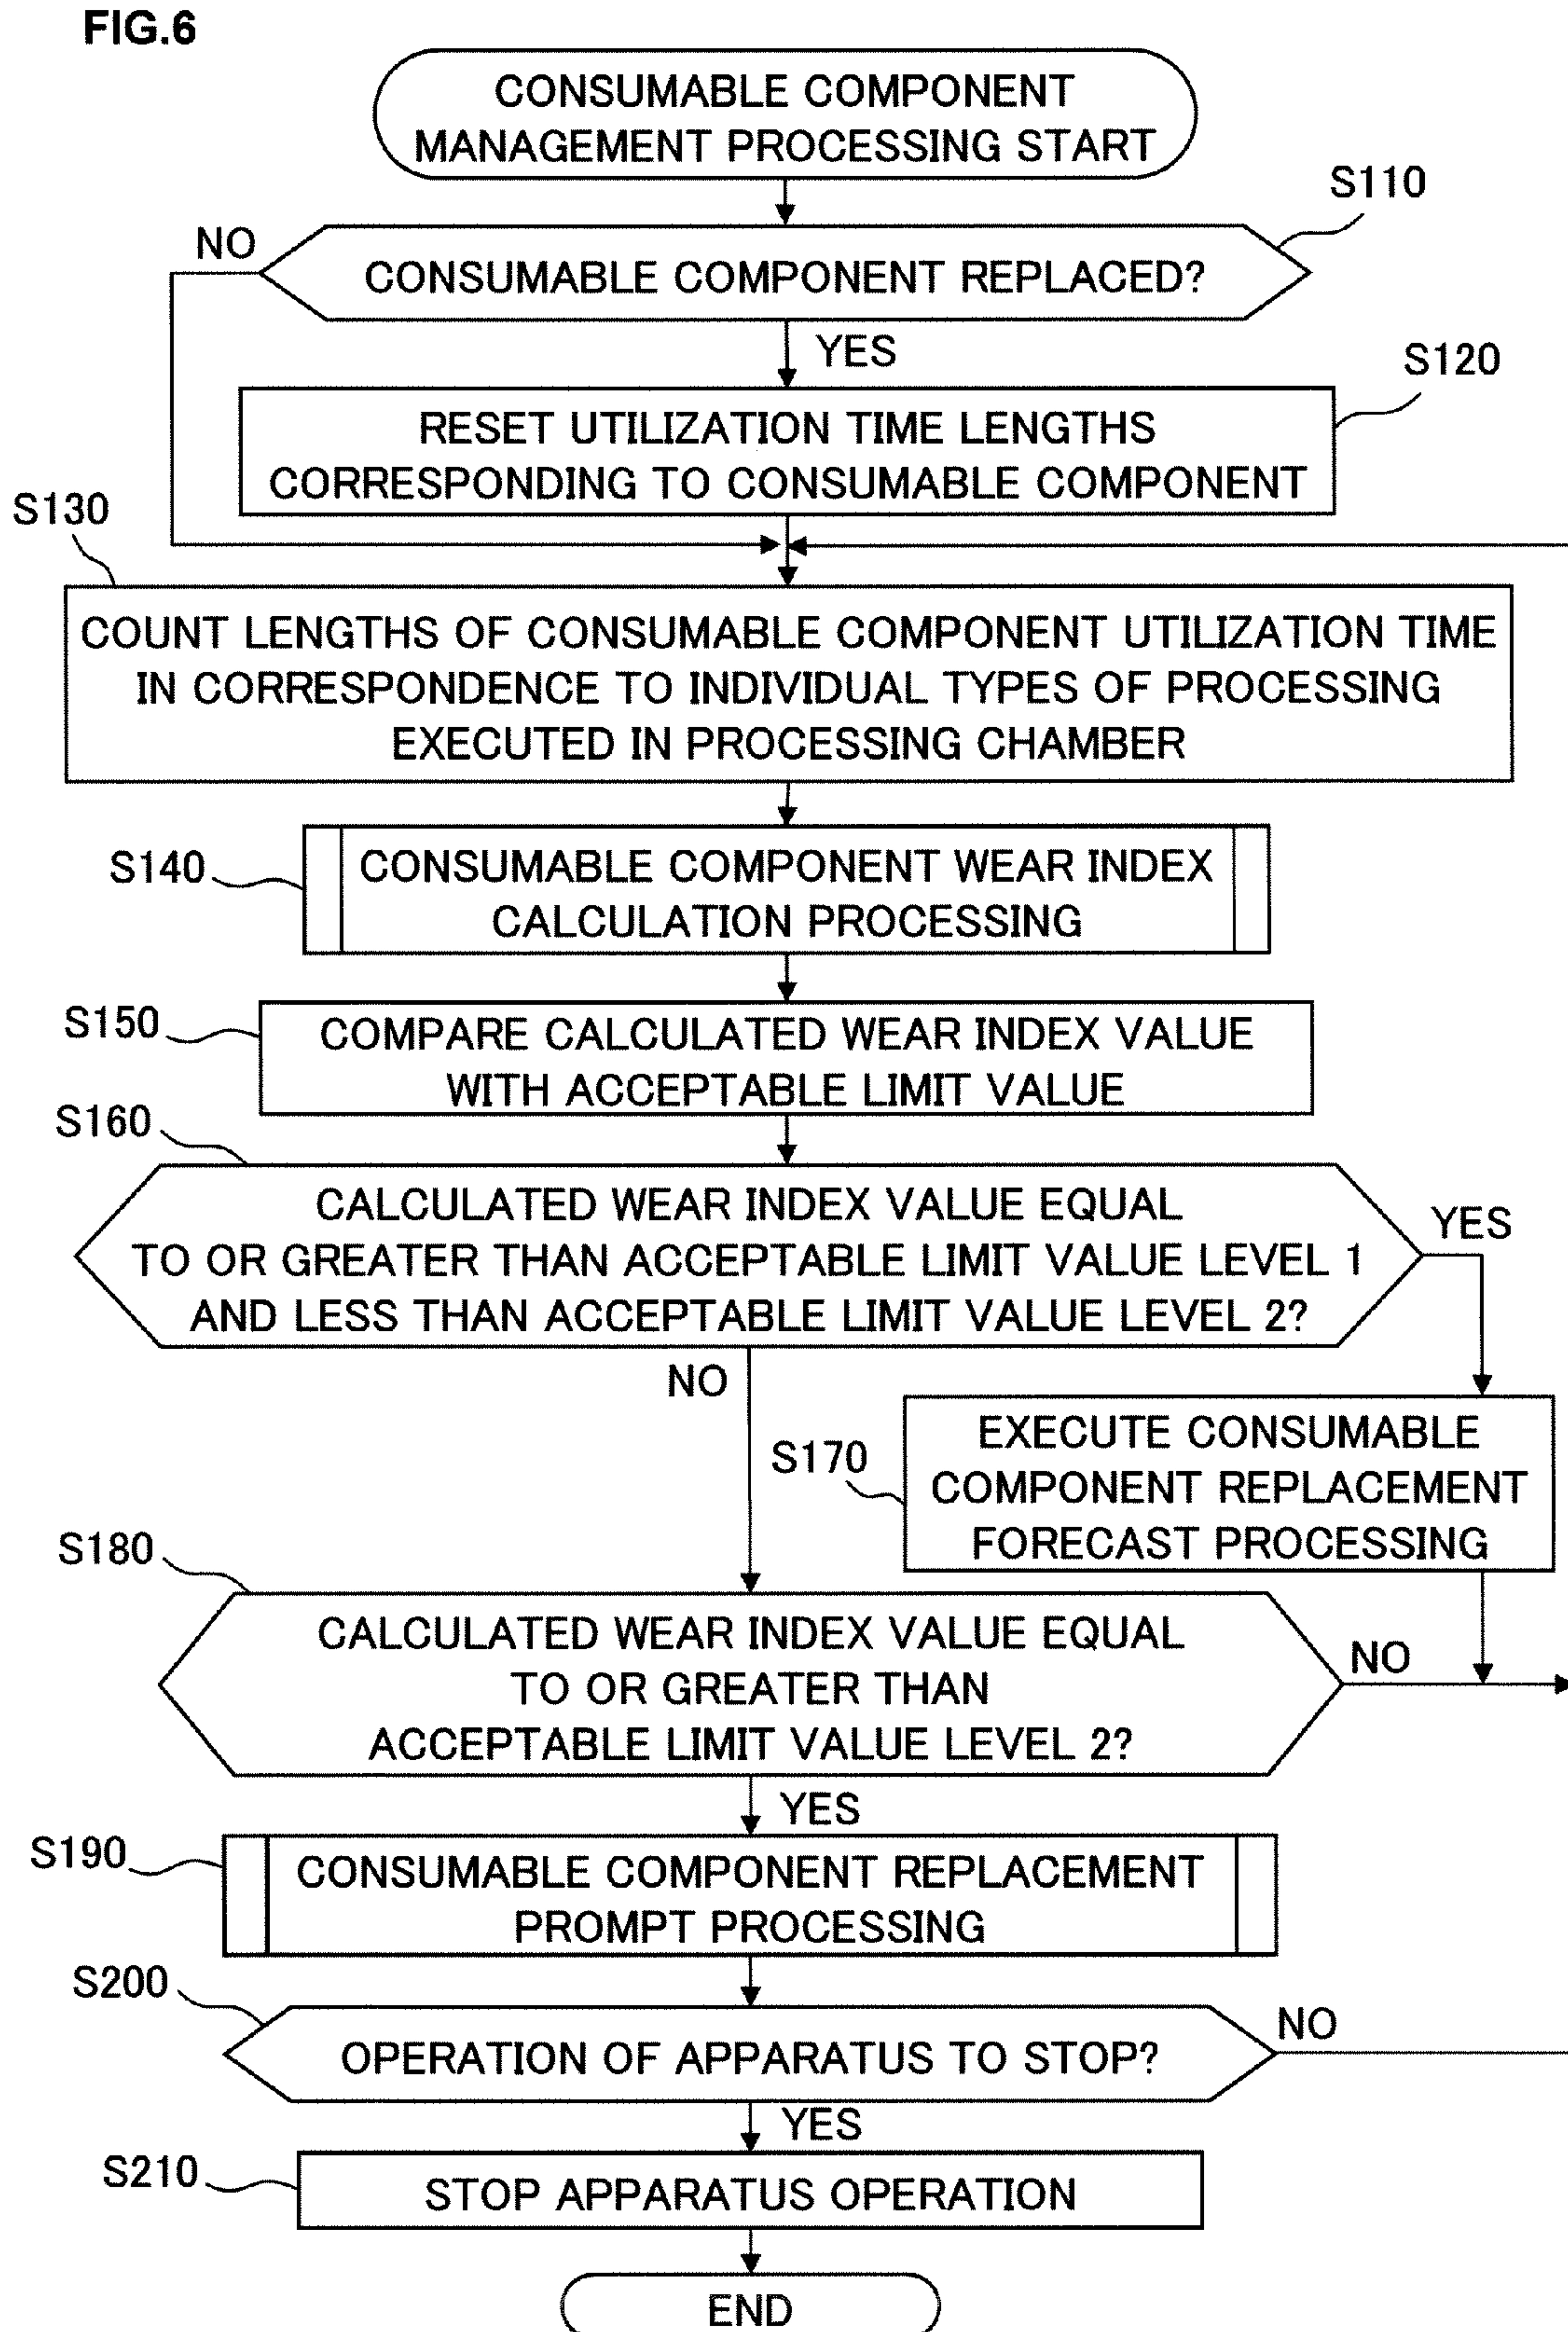 FIG.6
CONSUMABLE COMPONENT
MANAGEMENT PROCESSING START
S110
NO
CONSUMABLE COMPONENT REPLACED?
YES
S120
RESET UTILIZATION TIME LENGTHS
CORRESPONDING TO CONSUMABLE COMPONENT
S130
COUNT LENGTHS OF CONSUMABLE COMPONENT UTILIZATION TIME
IN CORRESPONDENCE TO INDIVIDUAL TYPES OF PROCESSING
EXECUTED IN PROCESSING CHAMBER
S140
CONSUMABLE COMPONENT WEAR INDEX
CALCULATION PROCESSING
S150
COMPARE CALCULATED WEAR INDEX VALUE
WITH ACCEPTABLE LIMIT VALUE
S160
CALCULATED WEAR INDEX VALUE EQUAL
TO OR GREATER THAN ACCEPTABLE LIMIT VALUE LEVEL 1
AND LESS THAN ACCEPTABLE LIMIT VALUE LEVEL 2?
YES
NO
S170
EXECUTE CONSUMABLE
COMPONENT REPLACEMENT
FORECAST PROCESSING
S180
CALCULATED WEAR INDEX VALUE EQUAL
TO OR GREATER THAN
ACCEPTABLE LIMIT VALUE LEVEL 2?
NO
YES
S190
CONSUMABLE COMPONENT REPLACEMENT
PROMPT PROCESSING
S200
OPERATION OF APPARATUS TO STOP?
NO
YES
S210
STOP APPARATUS OPERATION
END